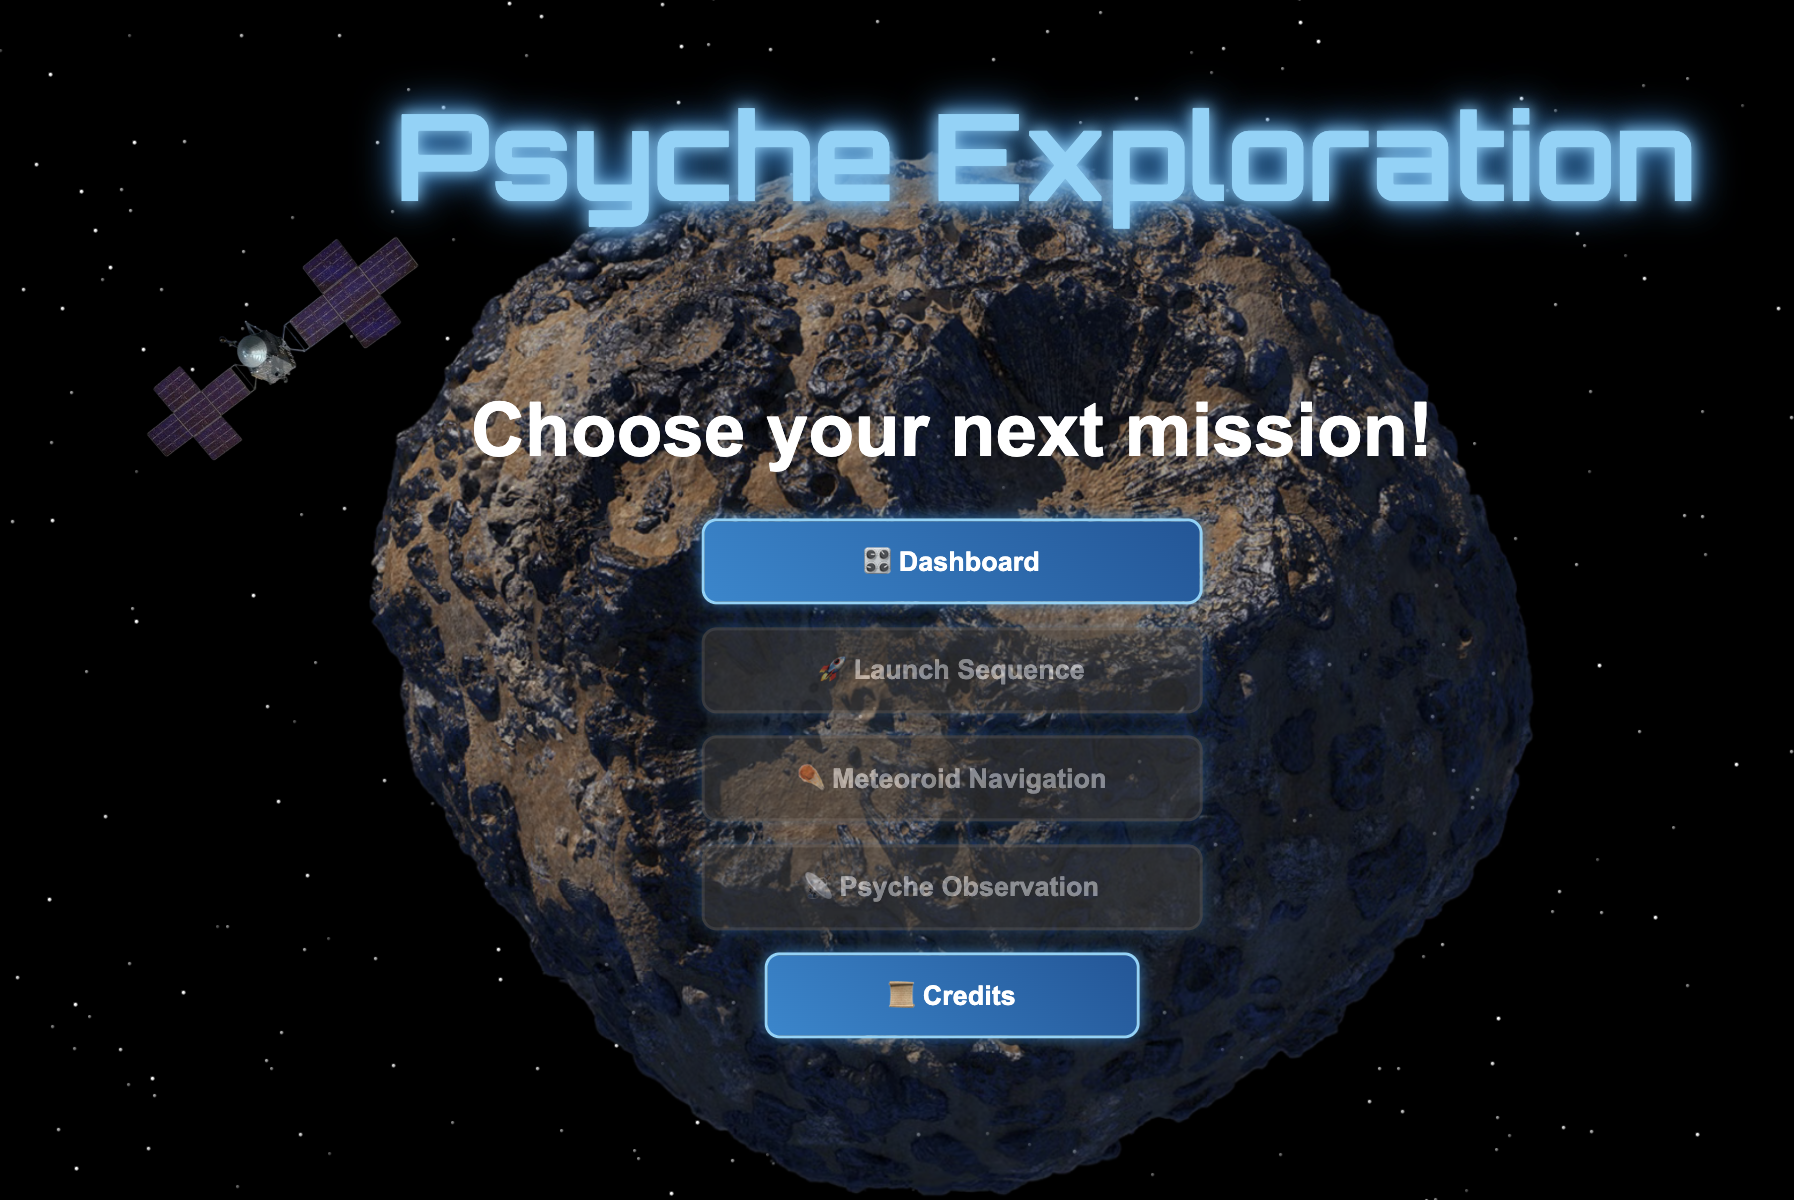 Psyche Exploration
Choose your next mission!
🎛️ Dashboard
🚀 Launch Sequence
☄️ Meteoroid Navigation
📡 Psyche Observation
📜 Credits